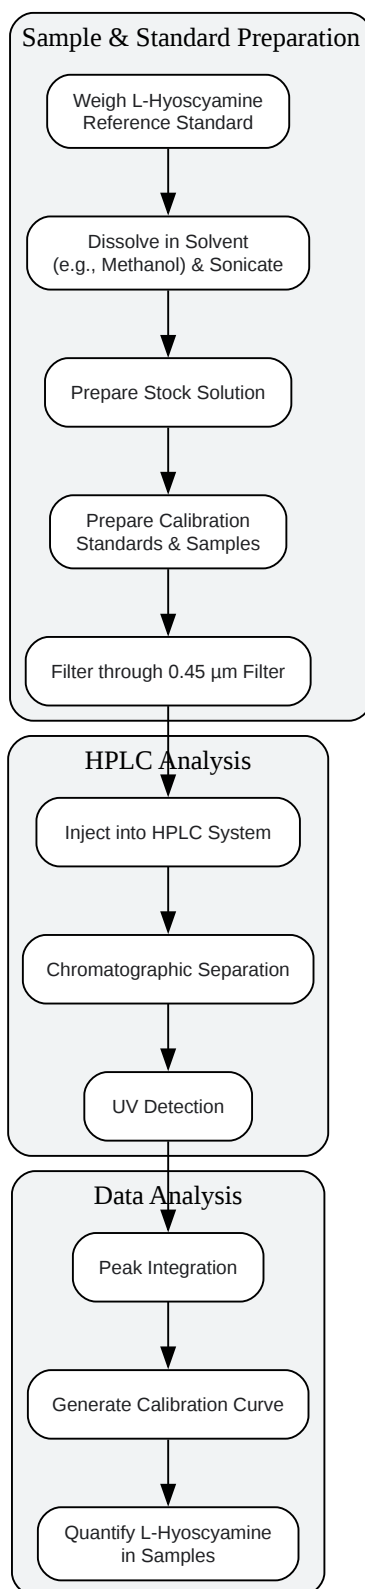 Sample & Standard Preparation
Weigh L-Hyoscyamine
Reference Standard
Dissolve in Solvent
(e.g., Methanol) & Sonicate
Prepare Stock Solution
Prepare Calibration
Standards & Samples
Filter through 0.45 µm Filter
HPLC Analysis
Inject into HPLC System
Chromatographic Separation
UV Detection
Data Analysis
Peak Integration
Generate Calibration Curve
Quantify L-Hyoscyamine
in Samples